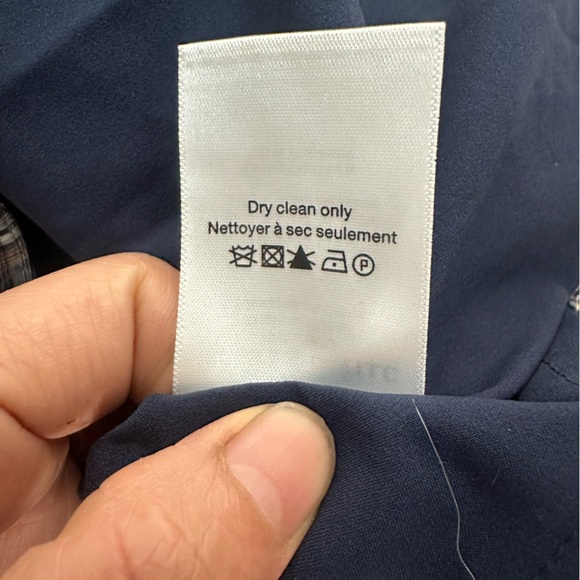 Dry clean only
Nettoyer à sec seulement
P